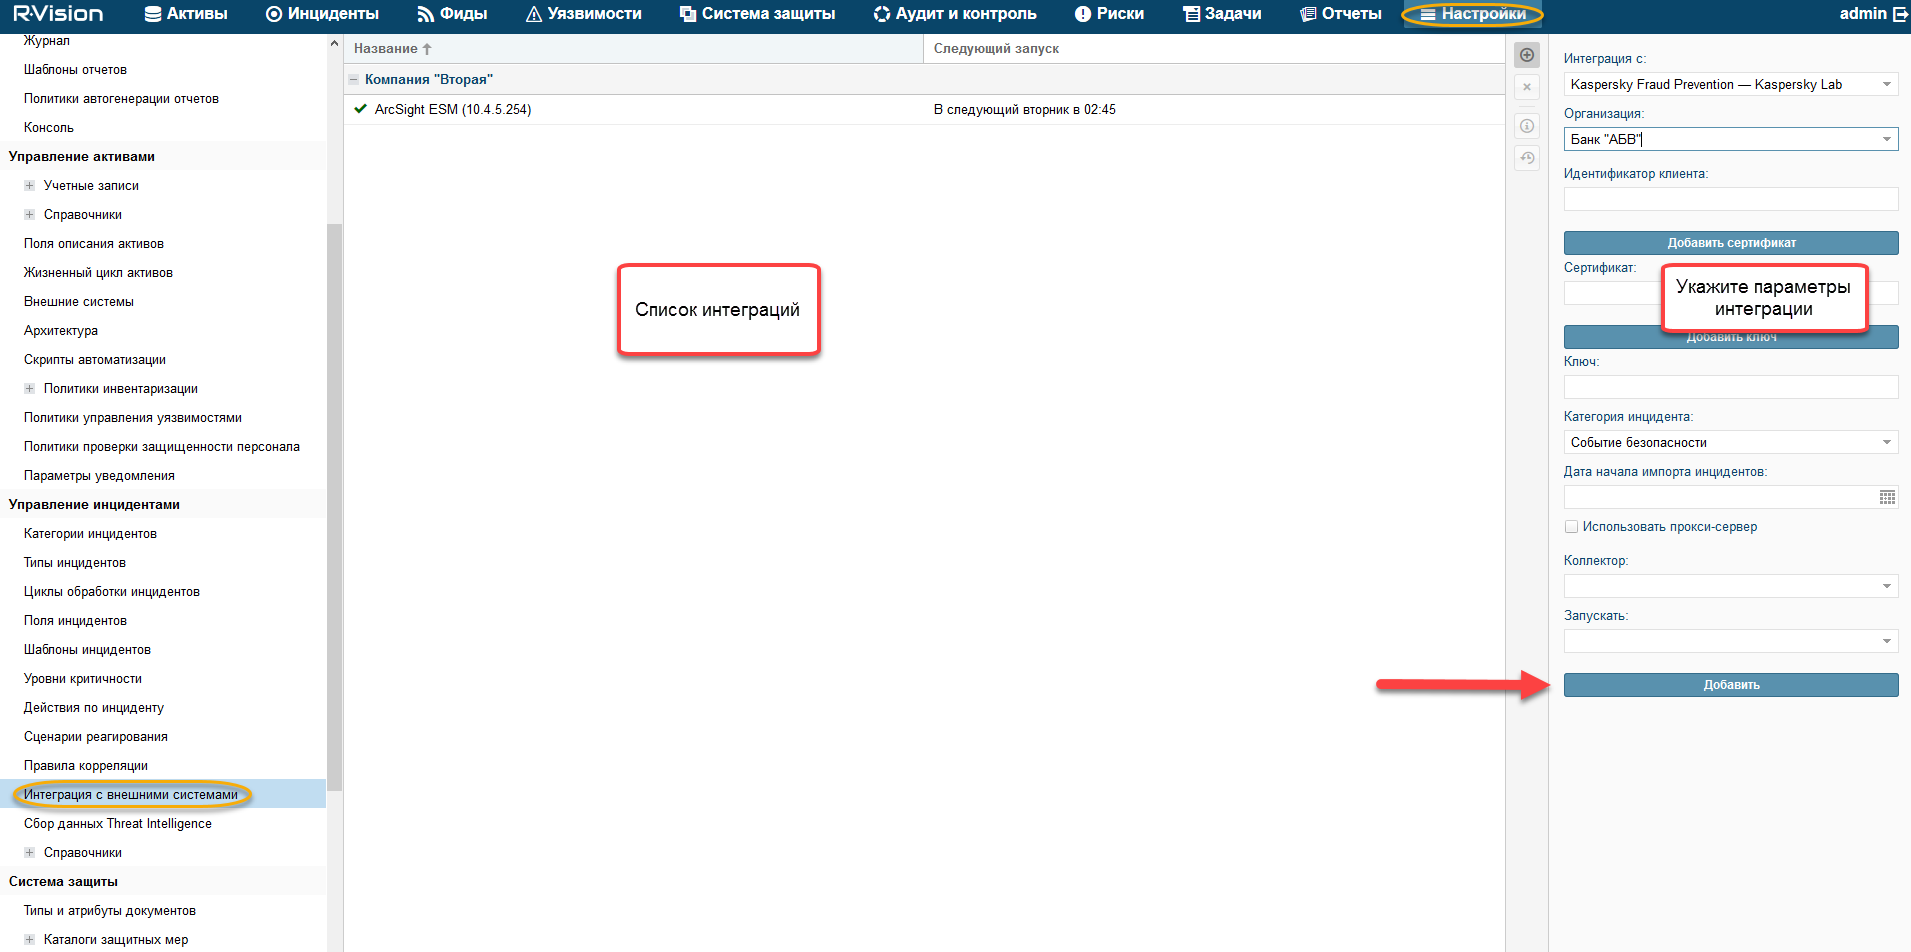 R·Vision
Активы
Инциденты
Фиды
Уязвимости
Система защиты
Аудит и контроль
Риски
Задачи
Отчеты
Настройки
admin
Журнал
Шаблоны отчетов
Политики автогенерации отчетов
Консоль
Управление активами
Учетные записи
Справочники
Поля описания активов
Жизненный цикл активов
Внешние системы
Архитектура
Скрипты автоматизации
Политики инвентаризации
Политики управления уязвимостями
Политики проверки защищенности персонала
Параметры уведомления
Управление инцидентами
Категории инцидентов
Типы инцидентов
Циклы обработки инцидентов
Поля инцидентов
Шаблоны инцидентов
Уровни критичности
Действия по инциденту
Сценарии реагирования
Правила корреляции
Интеграция с внешними системами
Сбор данных Threat Intelligence
Справочники
Система защиты
Типы и атрибуты документов
Каталоги защитных мер
Название
Следующий запуск
Компания "Вторая"
ArcSight ESM (10.4.5.254)
В следующий вторник в 02:45
Список интеграций
Интеграция с:
Kaspersky Fraud Prevention — Kaspersky Lab
Организация:
Банк "АБВ"
Идентификатор клиента:
Добавить сертификат
Сертификат:
Укажите параметры
интеграции
Добавить ключ
Ключ:
Категория инцидента:
Событие безопасности
Дата начала импорта инцидентов:
Использовать прокси-сервер
Коллектор:
Запускать:
Добавить